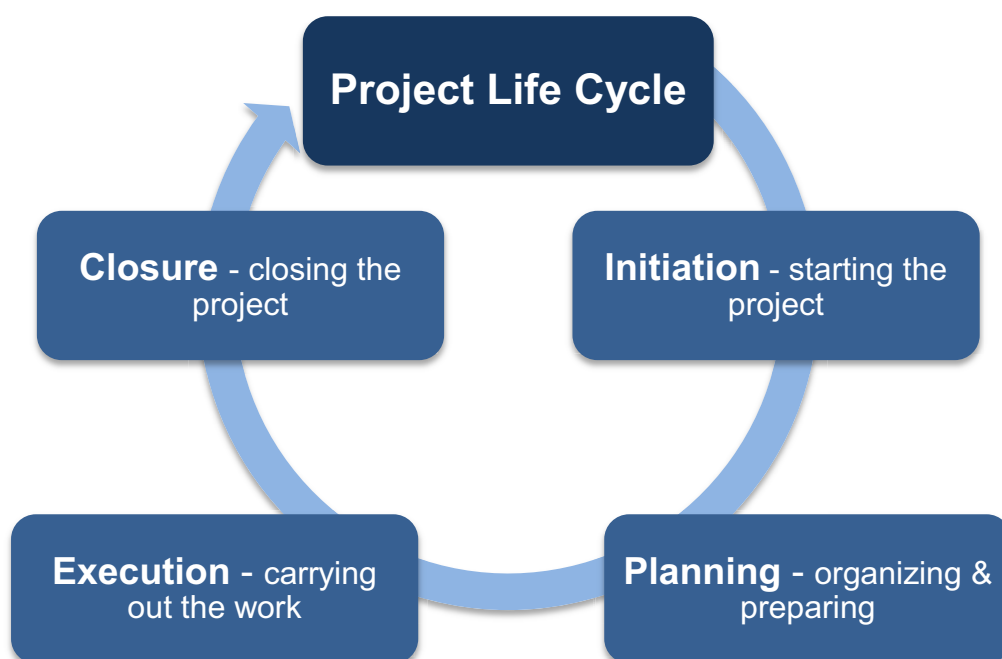 Project Life Cycle
Initiation - starting the
project
Planning - organizing &
preparing
Execution - carrying
out the work
Closure - closing the
project